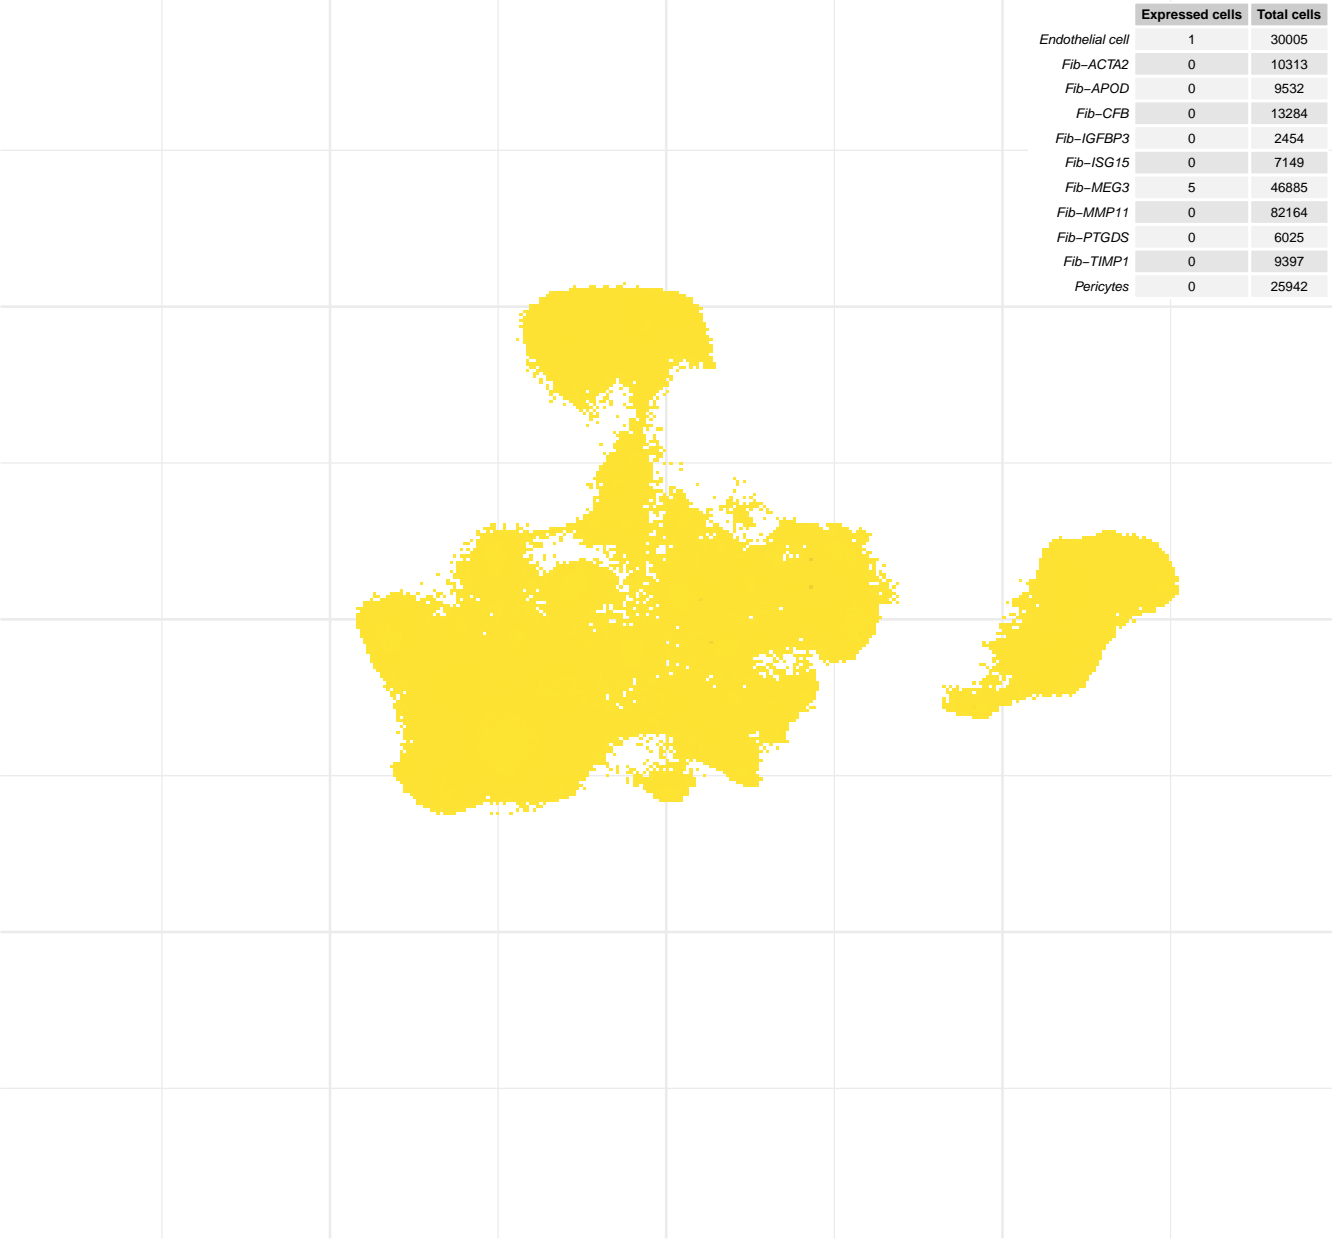 Expressed cells Total cells
Endothelial cell 1 30005
Fib−ACTA2 0 10313
Fib−APOD 0 9532
Fib−CFB 0 13284
Fib−IGFBP3 0 2454
Fib−ISG15 0 7149
Fib−MEG3 5 46885
Fib−MMP11 0 82164
Fib−PTGDS 0 6025
Fib−TIMP1 0 9397
Pericytes 0 25942